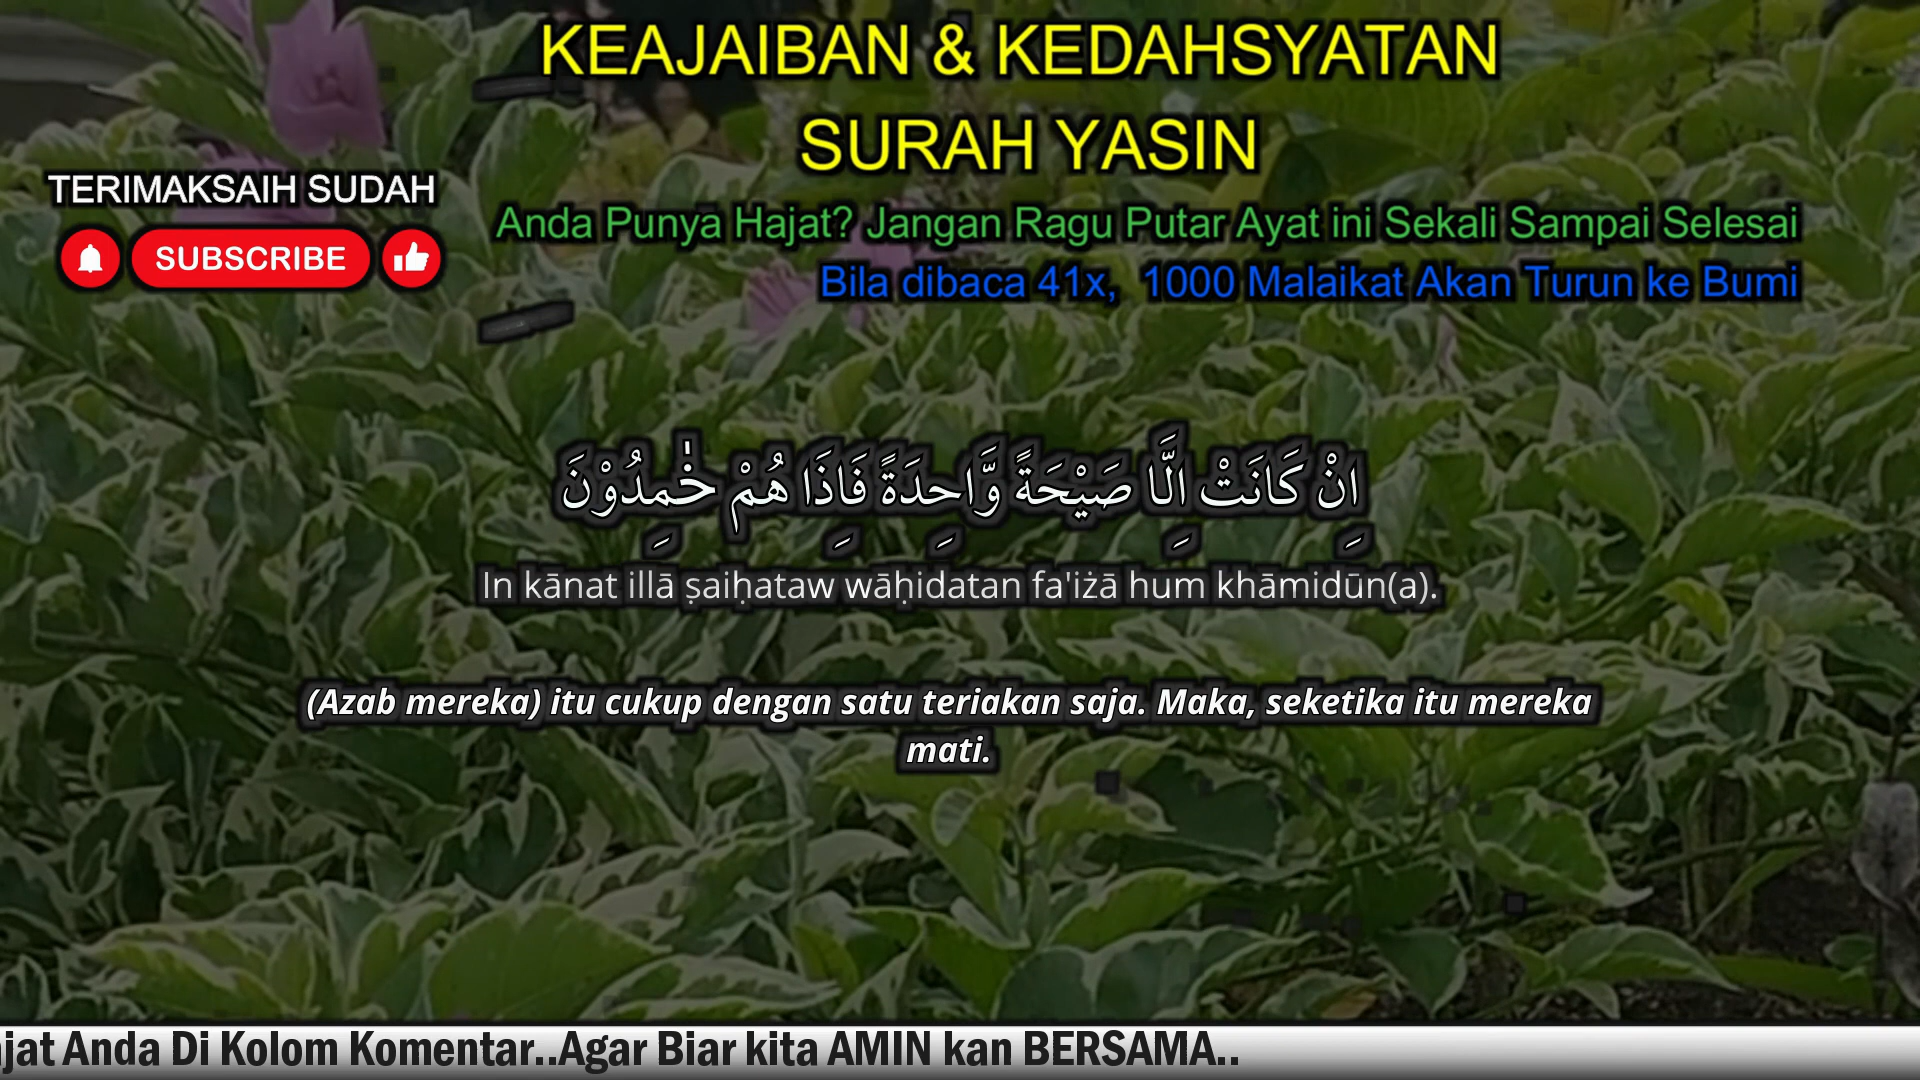 KEAJAIBAN & KEDAHSYATAN
SURAH YASIN
TERIMAKSAIH SUDAH
SUBSCRIBE
Anda Punya Hajat? Jangan Ragu Putar Ayat ini Sekali Sampai Selesai
Bila dibaca 41x, 1000 Malaikat Akan Turun ke Bumi
اِنْ كَانَتْ اِلَّا صَيْحَةً وَّاحِدَةً فَاِذَا هُمْ خٰمِدُوْنَ
In kānat illā ṣaiḥataw wāḥidatan fa'iżā hum khāmidūn(a).
(Azab mereka) itu cukup dengan satu teriakan saja. Maka, seketika itu mereka
mati.
jat Anda Di Kolom Komentar..Agar Biar kita AMIN kan BERSAMA..